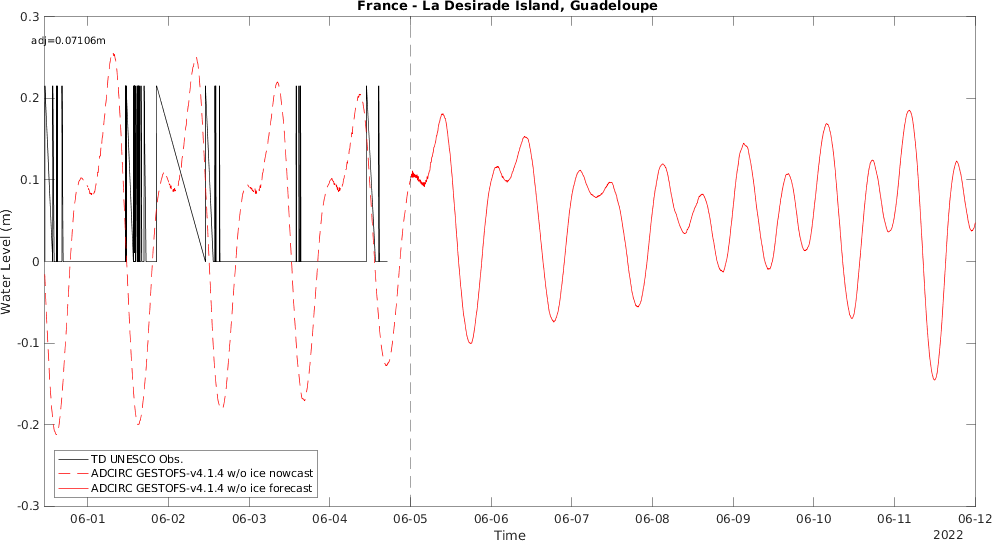 France - La Desirade Island, Guadeloupe
adj=0.07106m
0.3
0.2
0.1
0
-0.1
-0.2
-0.3
Water Level (m)
TD UNESCO Obs.
ADCIRC GESTOFS-v4.1.4 w/o ice nowcast
ADCIRC GESTOFS-v4.1.4 w/o ice forecast
06-01 06-02 06-03 06-04 06-05 06-06 06-07 06-08 06-09 06-10 06-11 06-12
Time
2022